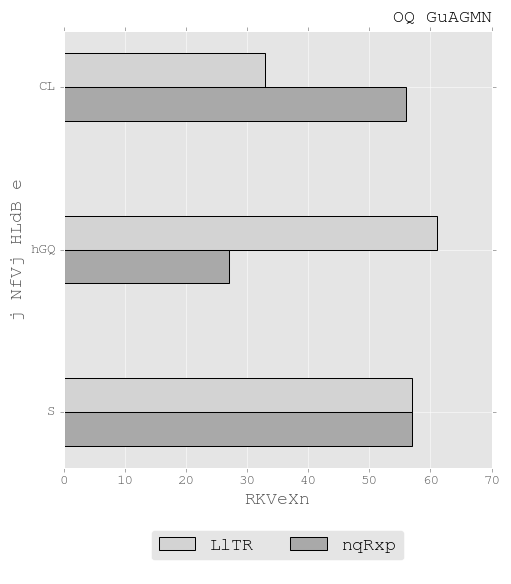 OQ GuAGMN
CL
hGQ
S
j NfVj HLdB e
0 10 20 30 40 50 60 70
RKVeXn
LlTR nqRxp